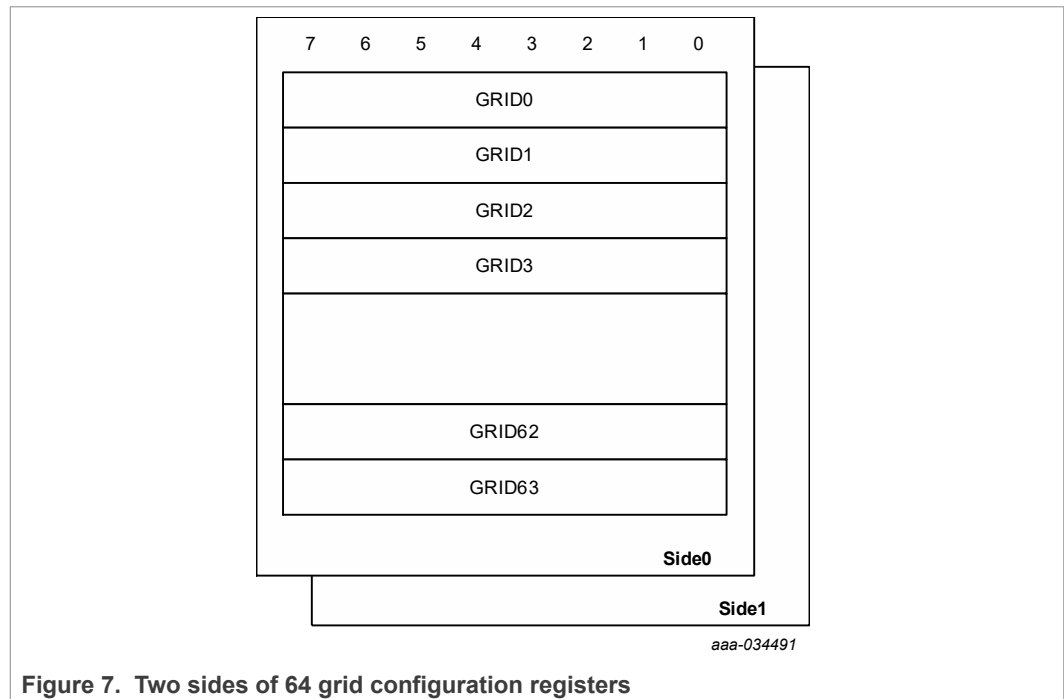 7 6 5 4 3 2 1 0
GRID0
GRID1
GRID2
GRID3
GRID62
GRID63
Side0
Side1
aaa-034491
Figure 7. Two sides of 64 grid configuration registers